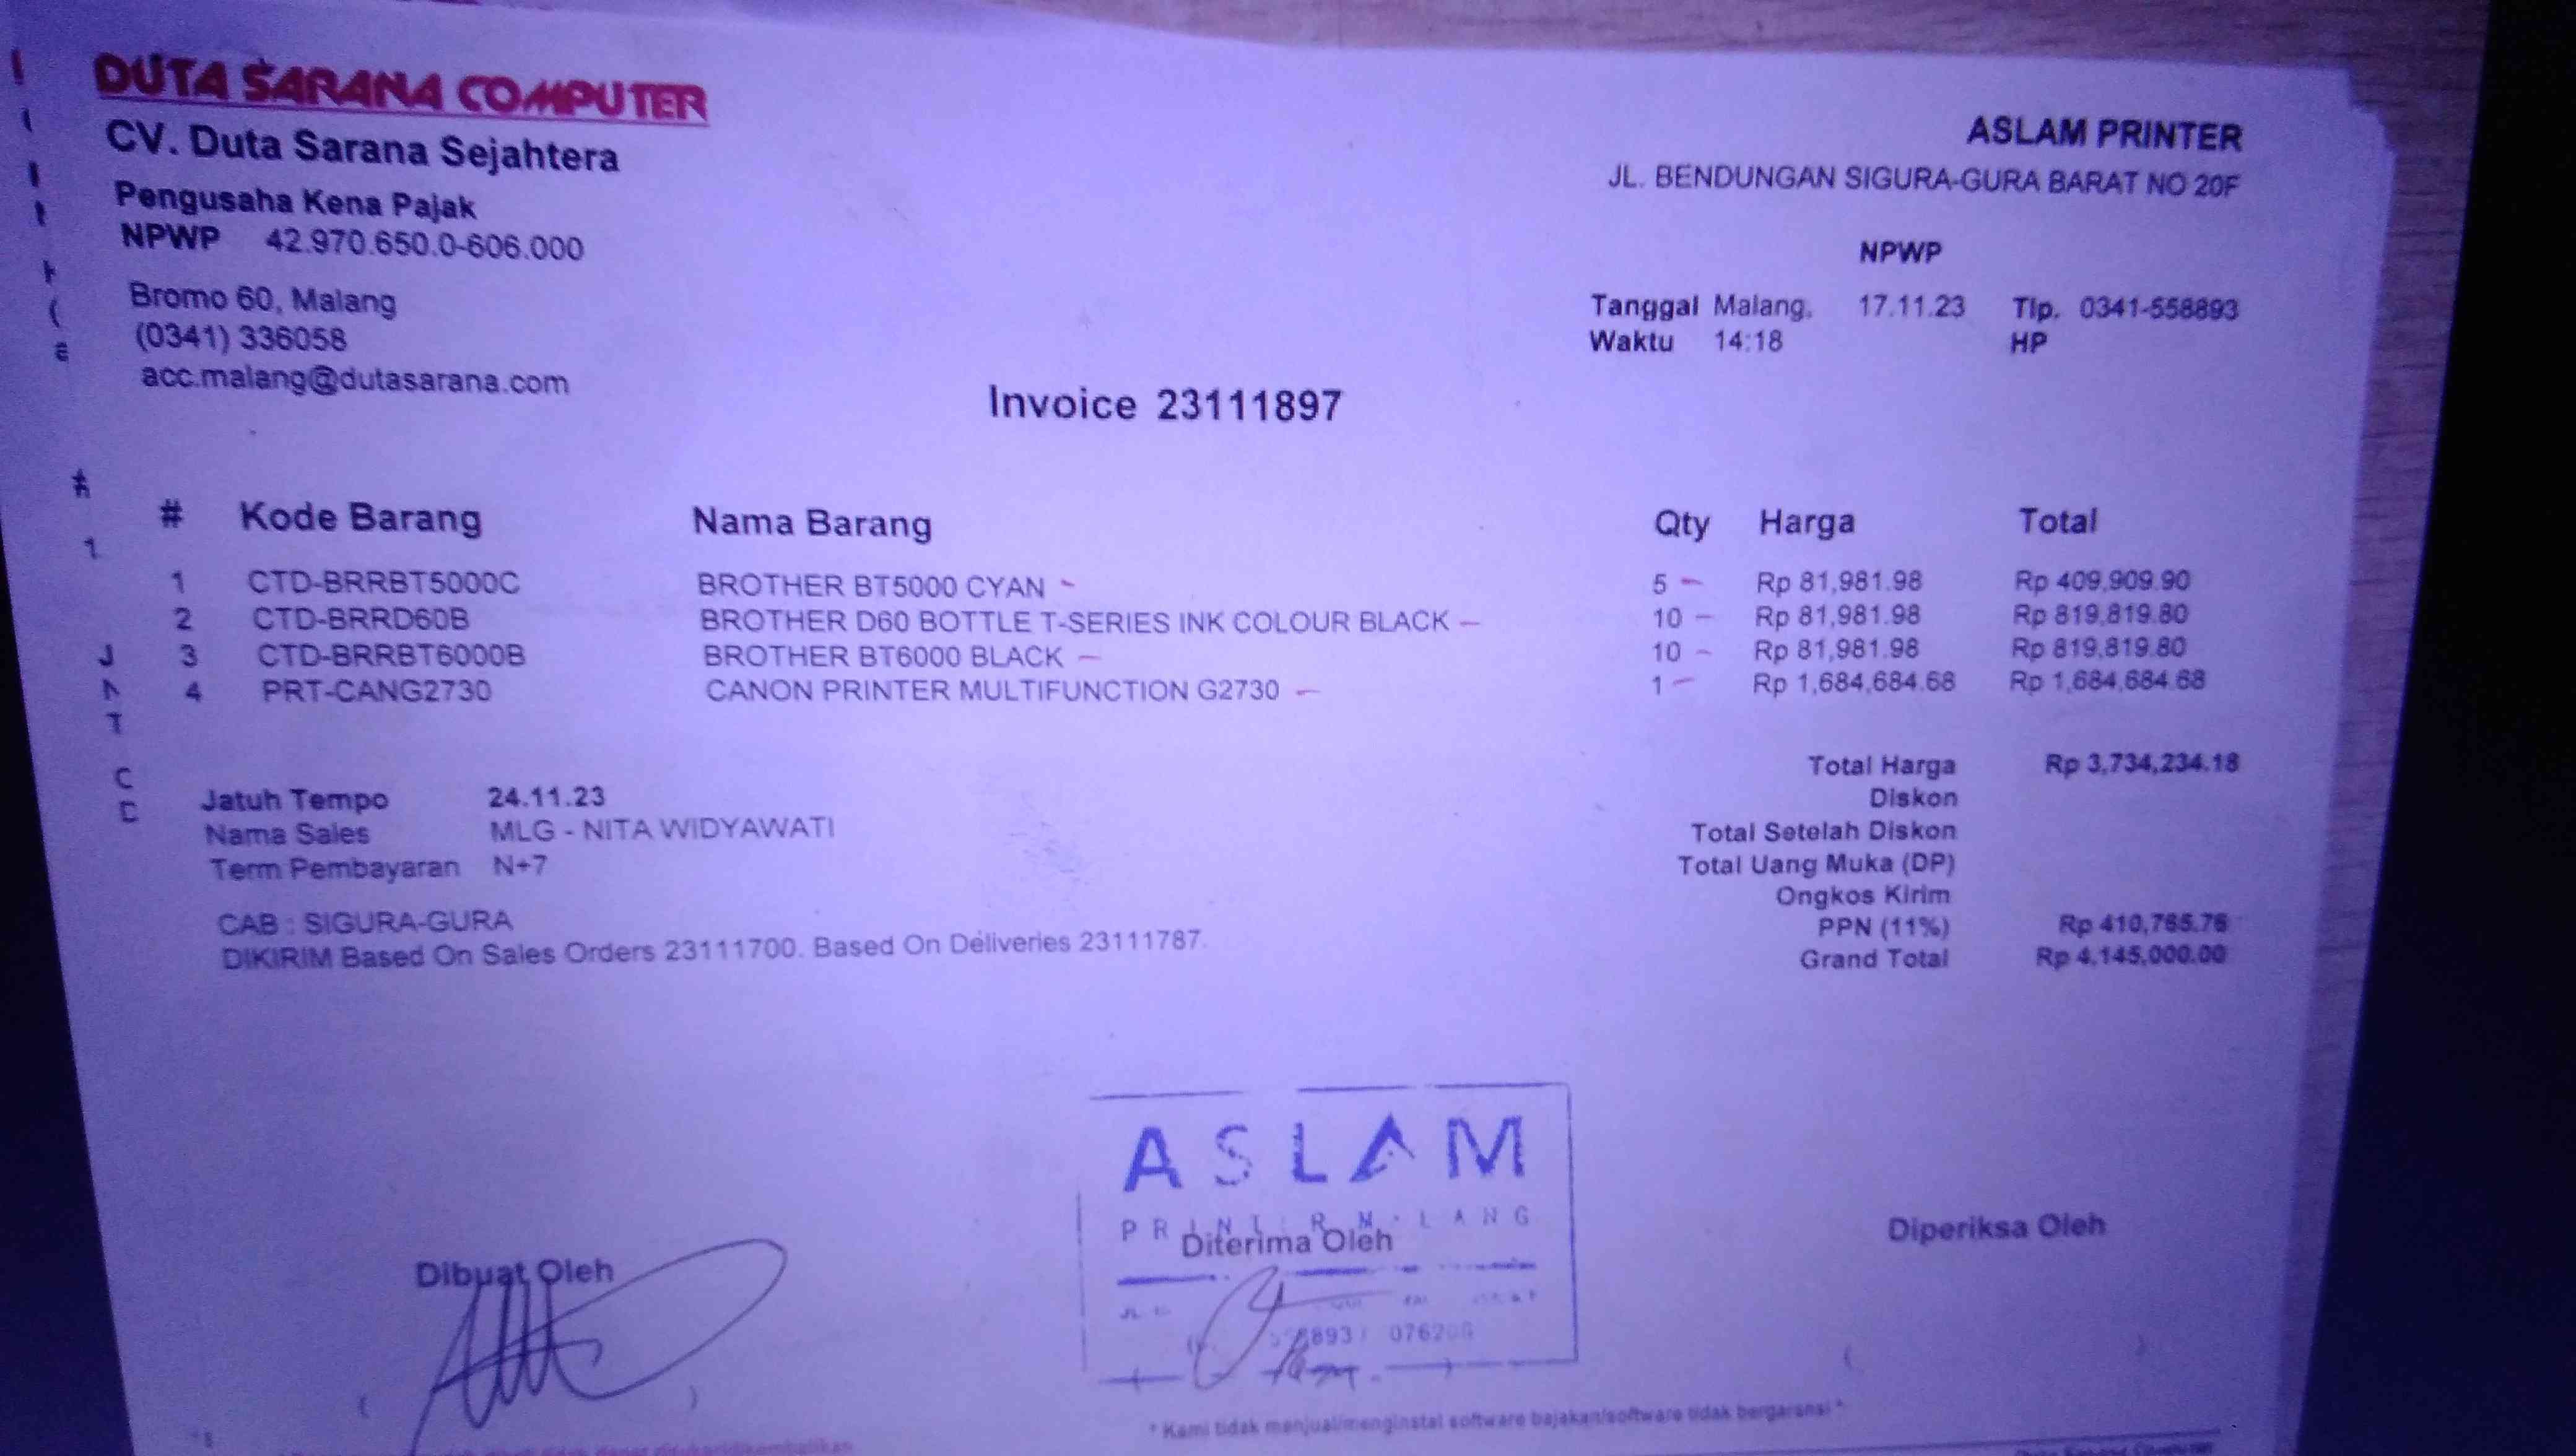 DUTA SARANA COMPUTER
CV. Duta Sarana Sejahtera
Pengusaha Kena Pajak
NPWP 42.970.650.0-606.000
Bromo 60, Malang
(0341) 336058
acc.malang@dutasarana.com
ASLAM PRINTER
JL. BENDUNGAN SIGURA-GURA BARAT NO 20F
NPWP
Tanggal Malang, 17.11.23 Tlp. 0341-558893
Waktu 14:18 HP
Invoice 23111897
# Kode Barang Nama Barang Qty Harga Total
1 CTD-BRRBT5000C BROTHER BT5000 CYAN 5 Rp 81,981.98 Rp 409,909.90
2 CTD-BRRD60B BROTHER D60 BOTTLE T-SERIES INK COLOUR BLACK 10 Rp 81,981.98 Rp 819,819.80
3 CTD-BRRBT6000B BROTHER BT6000 BLACK 10 Rp 81,981.98 Rp 819,819.80
4 PRT-CANG2730 CANON PRINTER MULTIFUNCTION G2730 1 Rp 1,684,684.68 Rp 1,684,684.68
Jatuh Tempo 24.11.23
Nama Sales MLG - NITA WIDYAWATI
Term Pembayaran N+7
CAB : SIGURA-GURA
DIKIRIM Based On Sales Orders 23111700. Based On Deliveries 23111787.
Total Harga Rp 3,734,234.18
Diskon
Total Setelah Diskon
Total Uang Muka (DP)
Ongkos Kirim
PPN (11%) Rp 410,765.76
Grand Total Rp 4,145,000.00
ASLAM
Dibuat Oleh
Diterima Oleh
Diperiksa Oleh
* Kami tidak menjual/menginstal software bajakan/software tidak bergaransi *